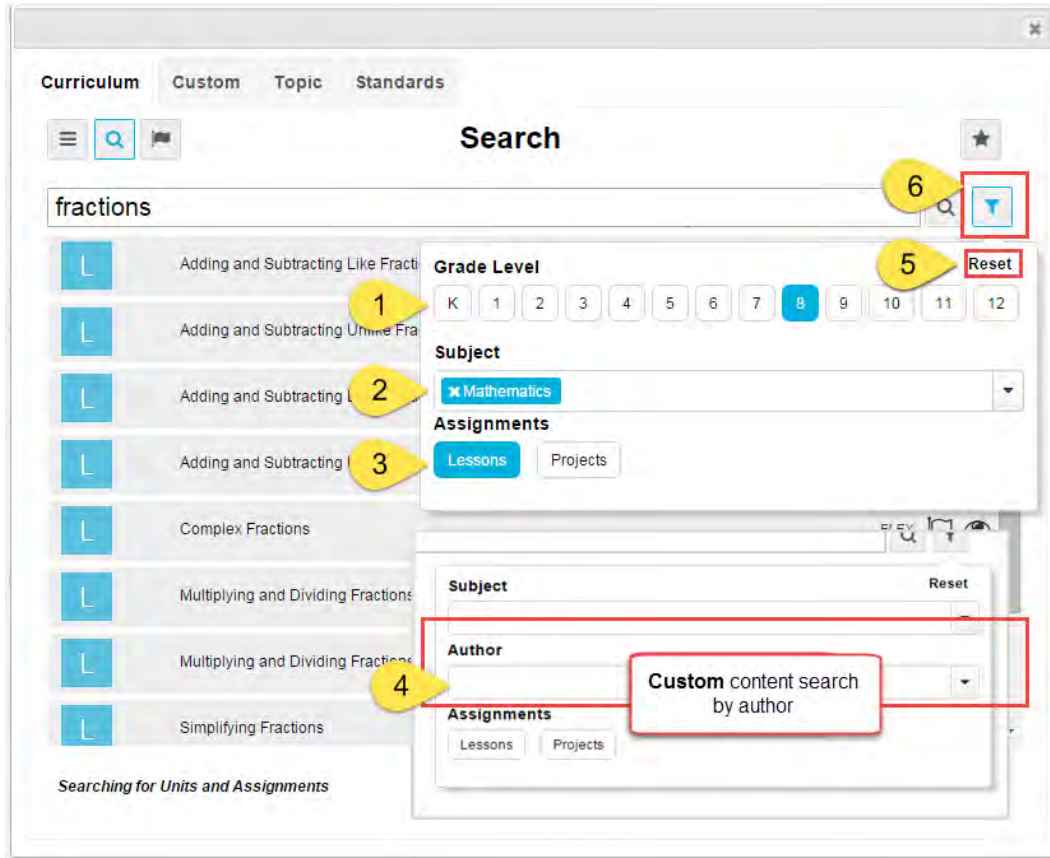 Curriculum Custom Topic Standards
Search
6
fractions
5
L Adding and Subtracting Like Fracti
Grade Level Reset
1
K 1 2 3 4 5 6 7 8 9 10 11 12
L Adding and Subtracting Unlike Fra
Subject
2
L Adding and Subtracting
Mathematics
Assignments
3
L Adding and Subtracting
Lessons Projects
L Complex Fractions
L Multiplying and Dividing Fractions
Subject Reset
L Multiplying and Dividing Fractions
Author
4
Custom content search
by author
L Simplifying Fractions
Assignments
Lessons Projects
Searching for Units and Assignments